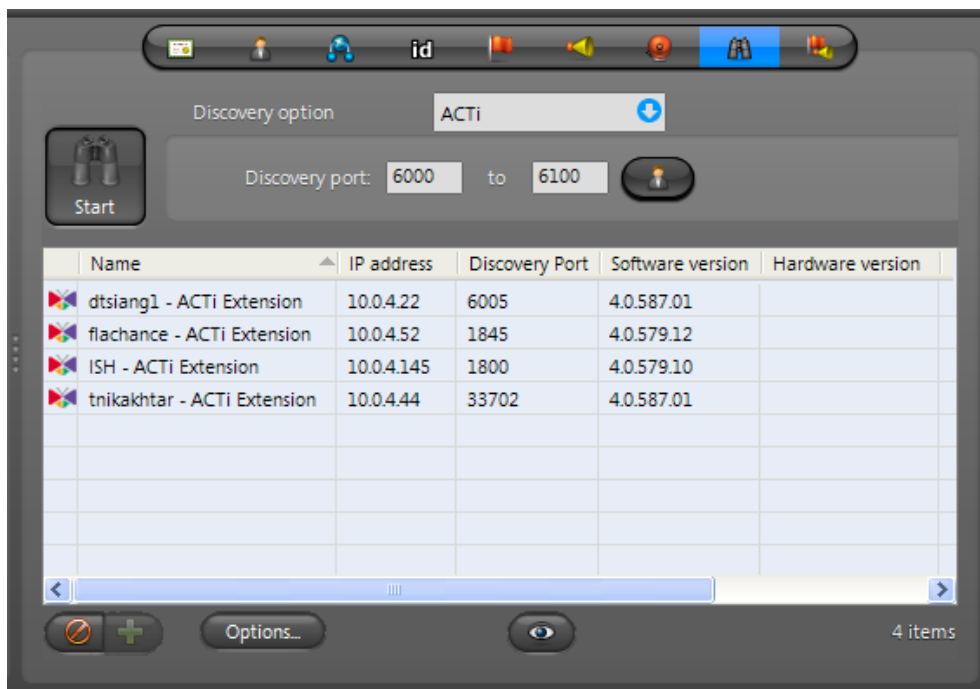 id
Discovery option ACTi
Start
Discovery port: 6000 to 6100
Name IP address Discovery Port Software version Hardware version
dtsiang1 - ACTi Extension 10.0.4.22 6005 4.0.587.01
flachance - ACTi Extension 10.0.4.52 1845 4.0.579.12
ISH - ACTi Extension 10.0.4.145 1800 4.0.579.10
tnikakhtar - ACTi Extension 10.0.4.44 33702 4.0.587.01
Options... 4 items